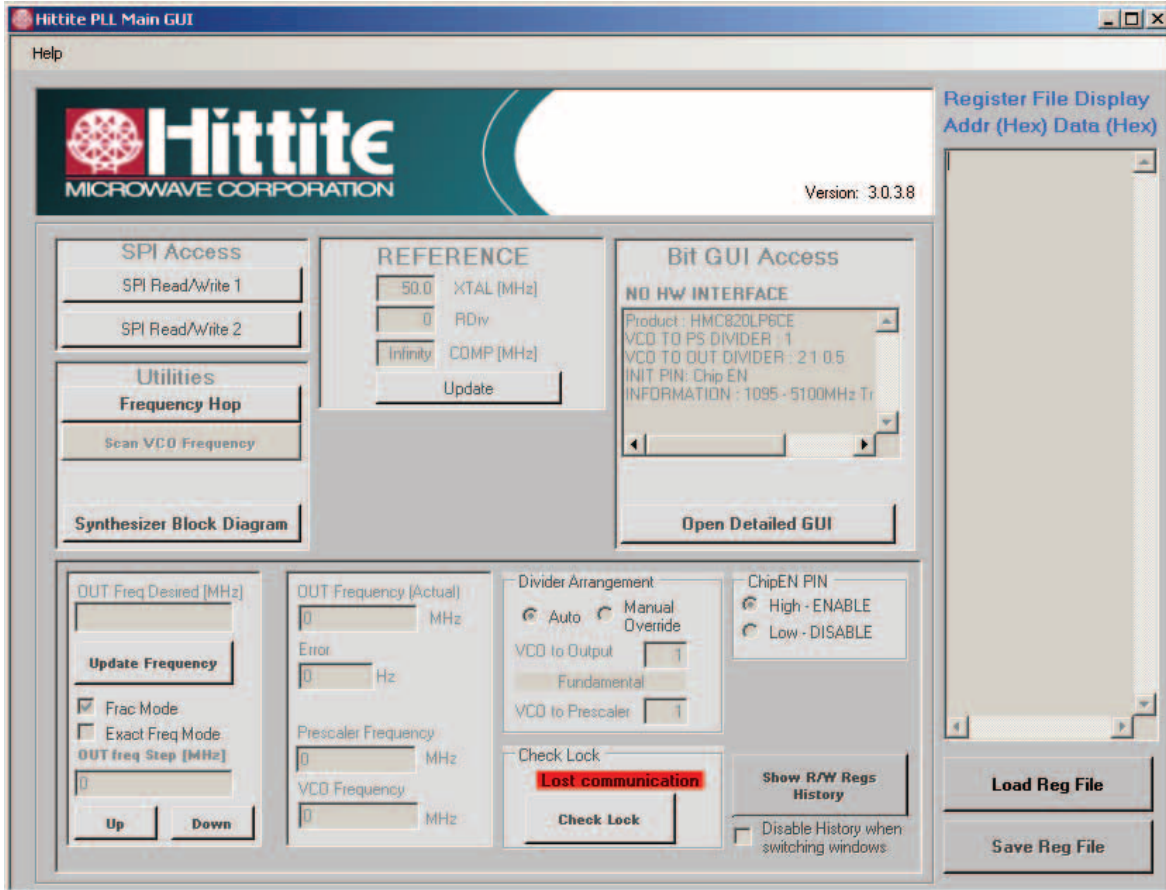 Hittite PLL Main GUI
Help
Hittite
MICROWAVE CORPORATION
Version: 3.0.3.8
Register File Display
Addr (Hex) Data (Hex)
SPI Access
SPI Read/Write 1
SPI Read/Write 2
Utilities
Frequency Hop
Scan VCO Frequency
Synthesizer Block Diagram
REFERENCE
50.0 XTAL [MHz]
0 RDiv
Infinity COMP [MHz]
Update
Bit GUI Access
NO HW INTERFACE
Product : HMC820LP6CE
VCO TO PS DIVIDER : 1
VCO TO OUT DIVIDER : 2 1 0.5
INIT PIN: Chip EN
INFORMATION : 1095 - 5100MHz Tr
Open Detailed GUI
OUT Freq Desired [MHz]
Update Frequency
Frac Mode
Exact Freq Mode
OUT freq Step [MHz]
0
Up Down
OUT Frequency (Actual)
0 MHz
Error
0 Hz
Prescaler Frequency
0 MHz
VCO Frequency
0 MHz
Divider Arrangement
Auto Manual Override
VCO to Output 1
Fundamental
VCO to Prescaler 1
Check Lock
Lost communication
Check Lock
ChipEN PIN
High - ENABLE
Low - DISABLE
Show R/W Regs
History
Disable History when
switching windows
Load Reg File
Save Reg File